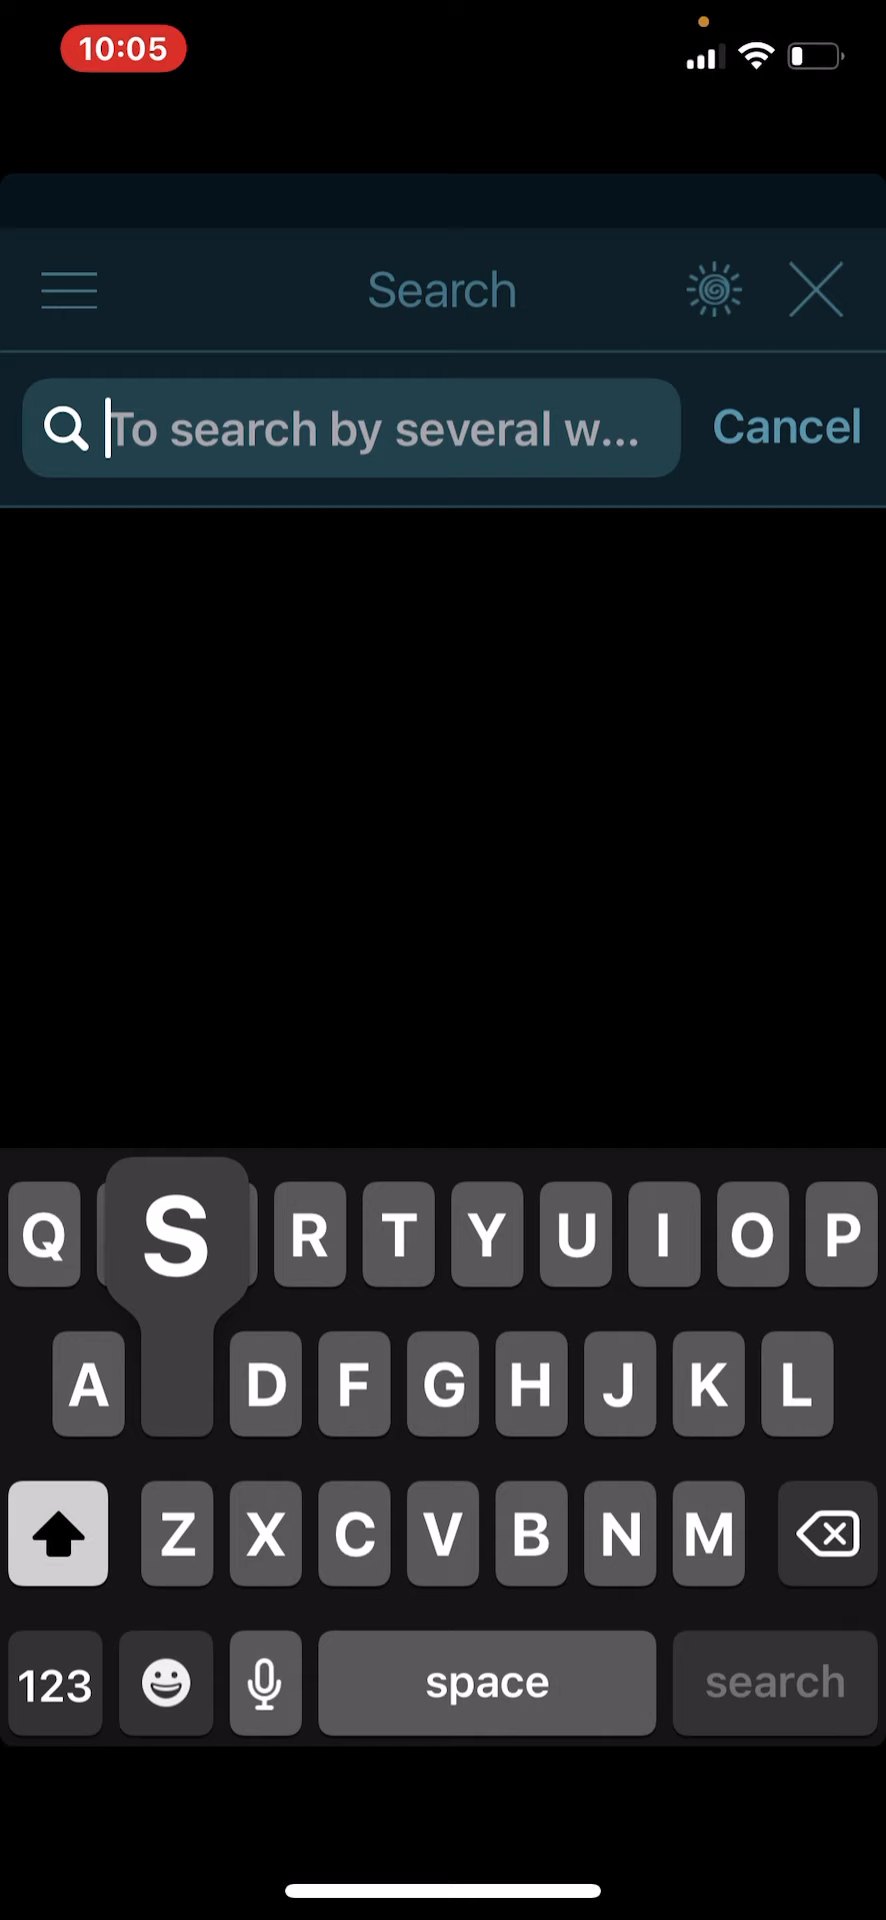 10:05
Search
To search by several w...
Cancel
S
Q R T Y U I O P
A D F G H J K L
Z X C V B N M
123 space search